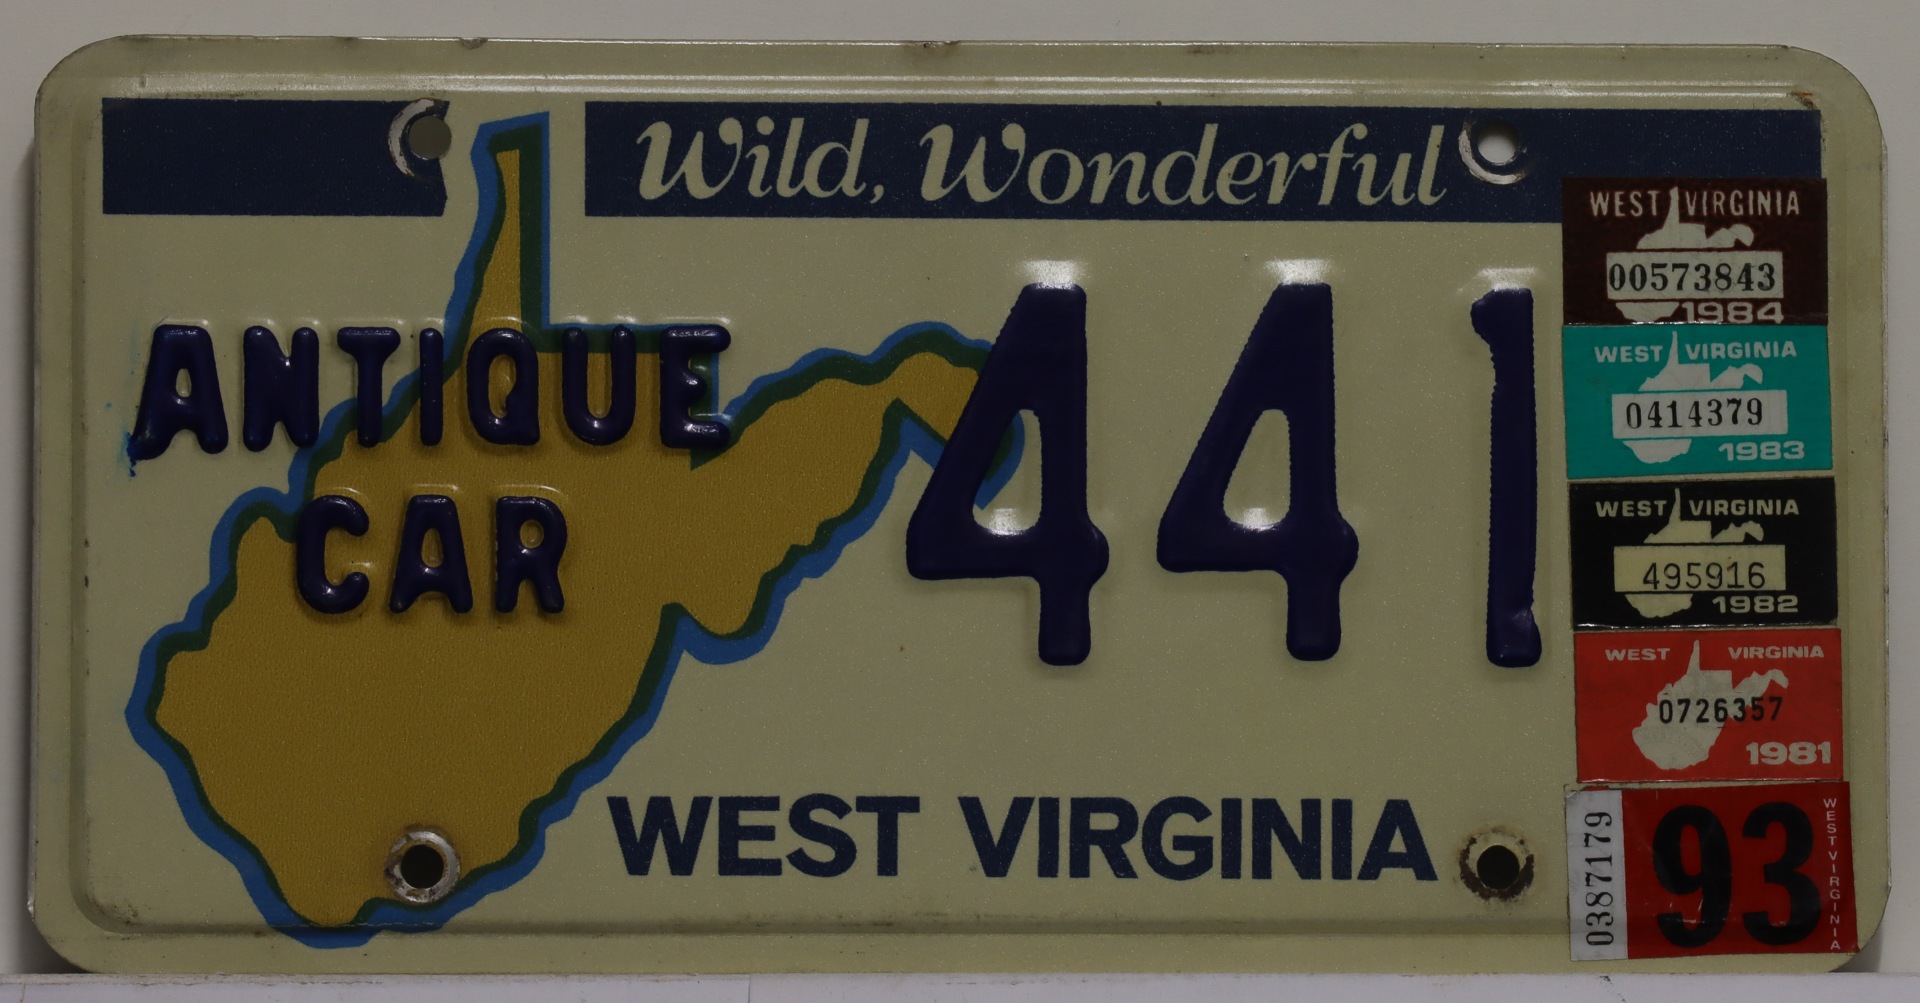 Wild, Wonderful
ANTIQUE
CAR
441
WEST VIRGINIA
WEST VIRGINIA
00573843
1984
WEST VIRGINIA
0414379
1983
WEST VIRGINIA
495916
1982
WEST VIRGINIA
0726357
1981
0387179
93
WEST VIRGINIA